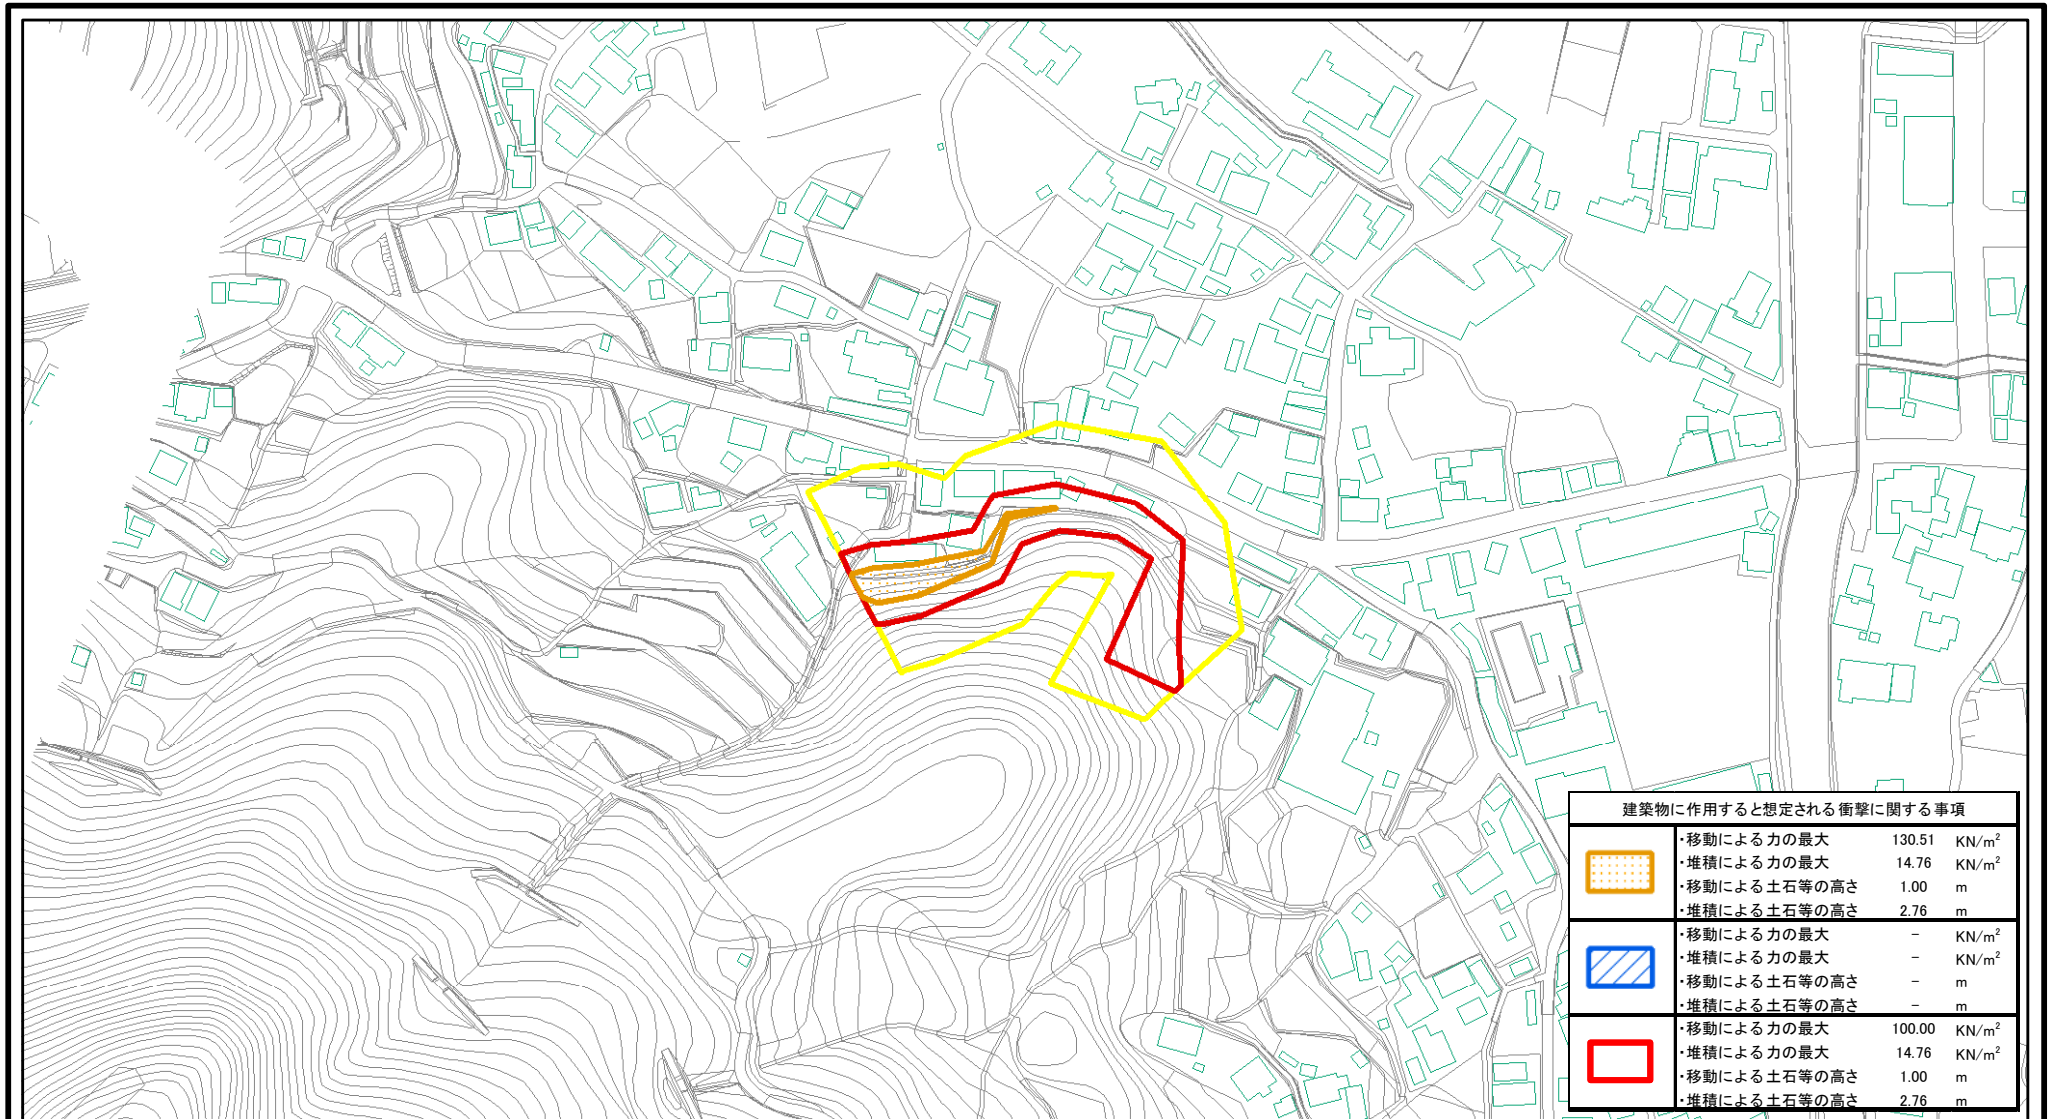 建築物に作用すると想定される衝撃に関する事項
・移動による力の最大 130.51 KN/m²
・堆積による力の最大 14.76 KN/m²
・移動による土石等の高さ 1.00 m
・堆積による土石等の高さ 2.76 m
・移動による力の最大 － KN/m²
・堆積による力の最大 － KN/m²
・移動による土石等の高さ － m
・堆積による土石等の高さ － m
・移動による力の最大 100.00 KN/m²
・堆積による力の最大 14.76 KN/m²
・移動による土石等の高さ 1.00 m
・堆積による土石等の高さ 2.76 m